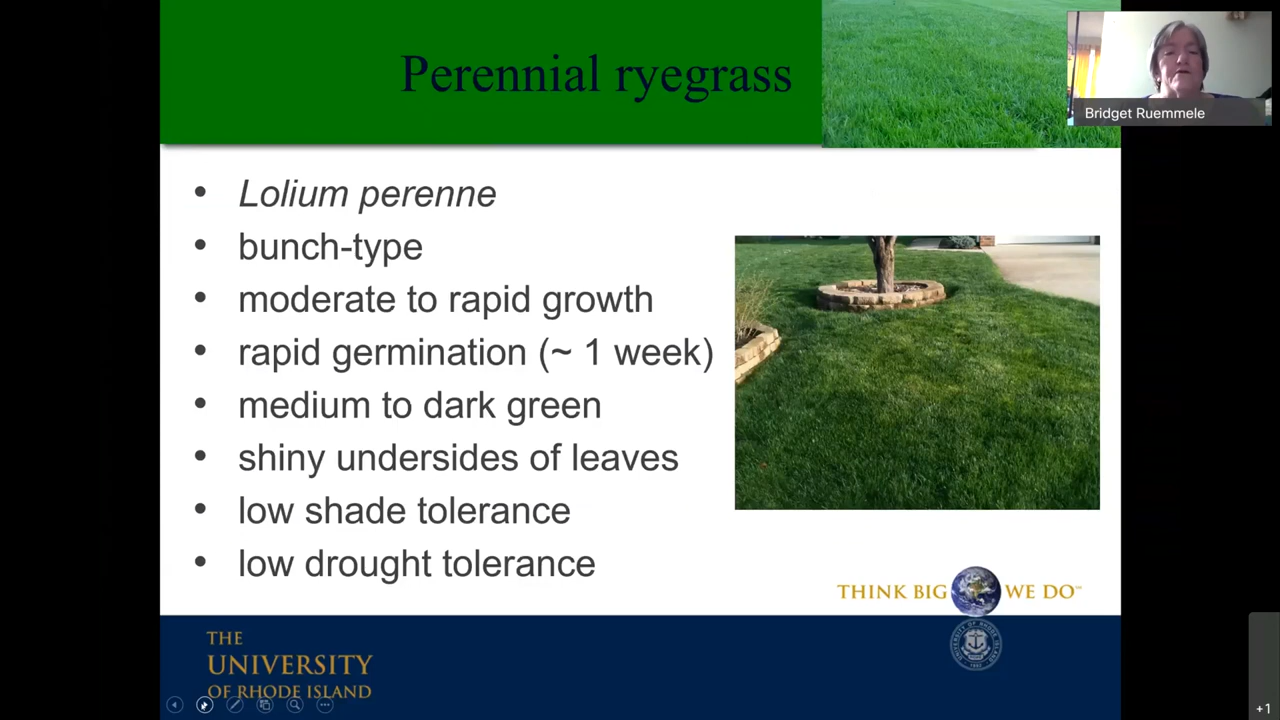 Perennial ryegrass
Bridget Ruemmele
• Lolium perenne
• bunch-type
• moderate to rapid growth
• rapid germination (~ 1 week)
• medium to dark green
• shiny undersides of leaves
• low shade tolerance
• low drought tolerance
THINK BIG WE DO™
THE
UNIVERSITY
OF RHODE ISLAND
+1